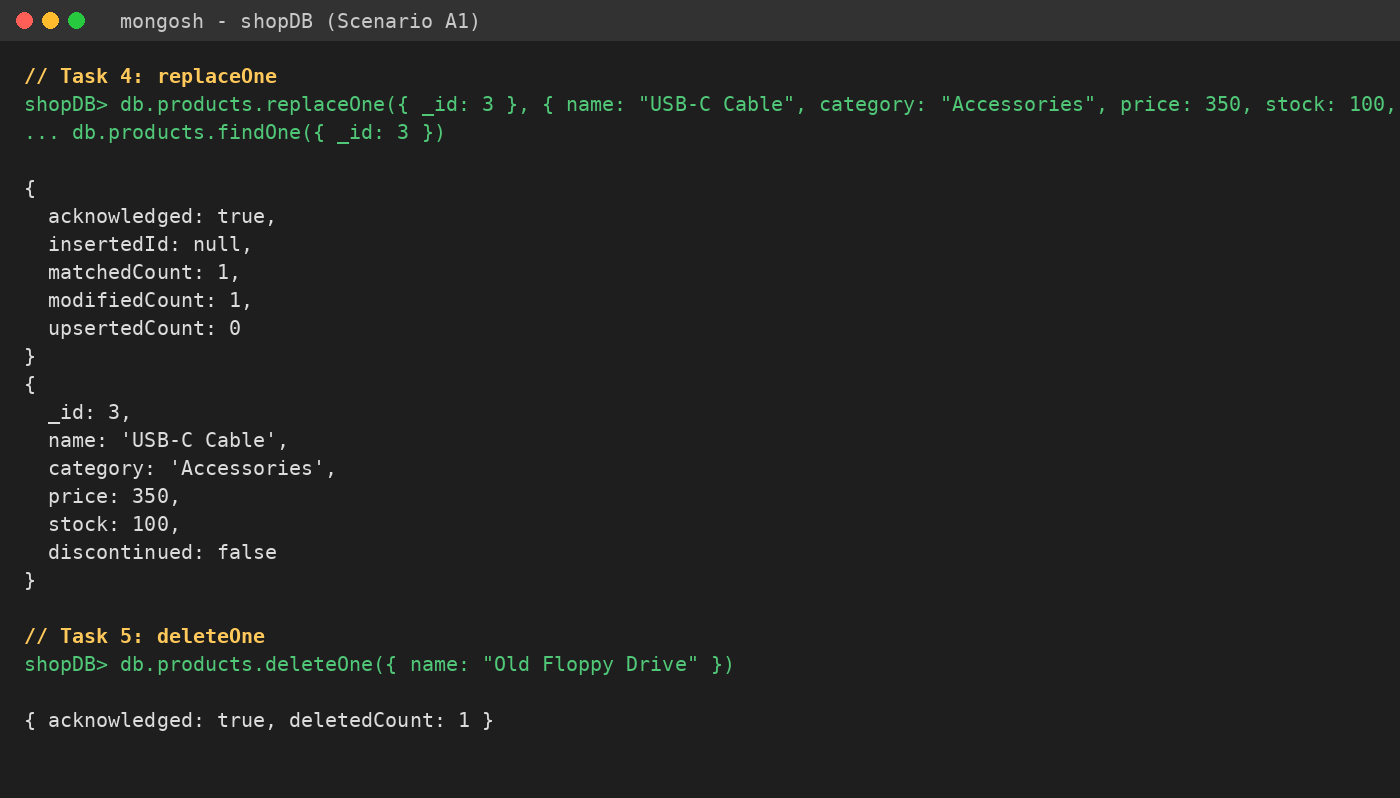 mongosh - shopDB (Scenario A1)
// Task 4: replaceOne
shopDB> db.products.replaceOne({ _id: 3 }, { name: "USB-C Cable", category: "Accessories", price: 350, stock: 100,
... db.products.findOne({ _id: 3 })
{
  acknowledged: true,
  insertedId: null,
  matchedCount: 1,
  modifiedCount: 1,
  upsertedCount: 0
}
{
  _id: 3,
  name: 'USB-C Cable',
  category: 'Accessories',
  price: 350,
  stock: 100,
  discontinued: false
}
// Task 5: deleteOne
shopDB> db.products.deleteOne({ name: "Old Floppy Drive" })
{ acknowledged: true, deletedCount: 1 }